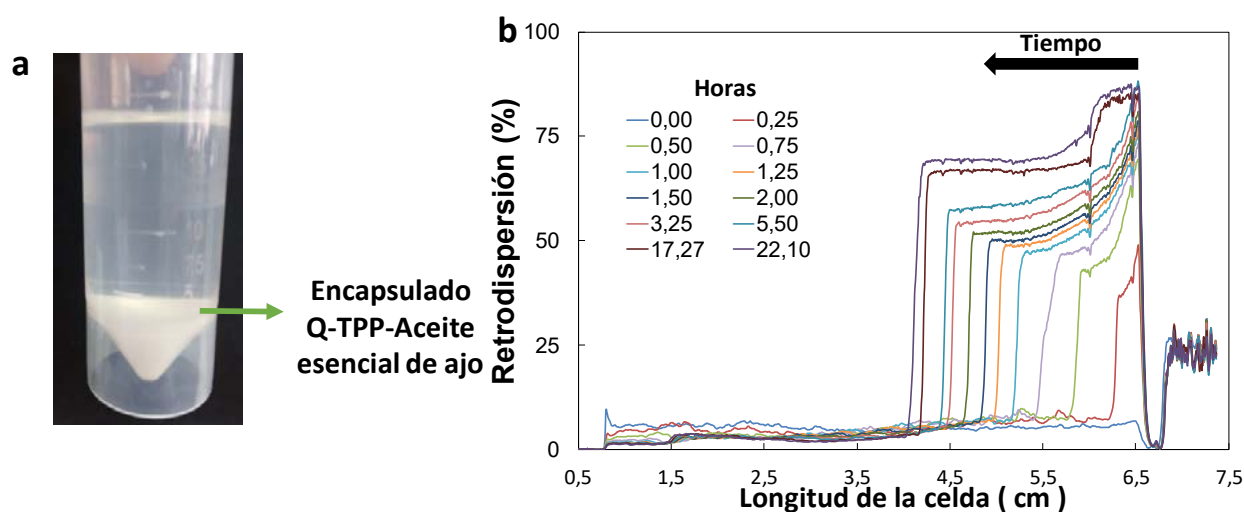 a
Encapsulado
Q-TPP-Aceite
esencial de ajo
b
Retrodispersión (%)
100
75
50
25
0
Tiempo
Horas
0,00 0,25
0,50 0,75
1,00 1,25
1,50 2,00
3,25 5,50
17,27 22,10
0,5 1,5 2,5 3,5 4,5 5,5 6,5 7,5
Longitud de la celda ( cm )